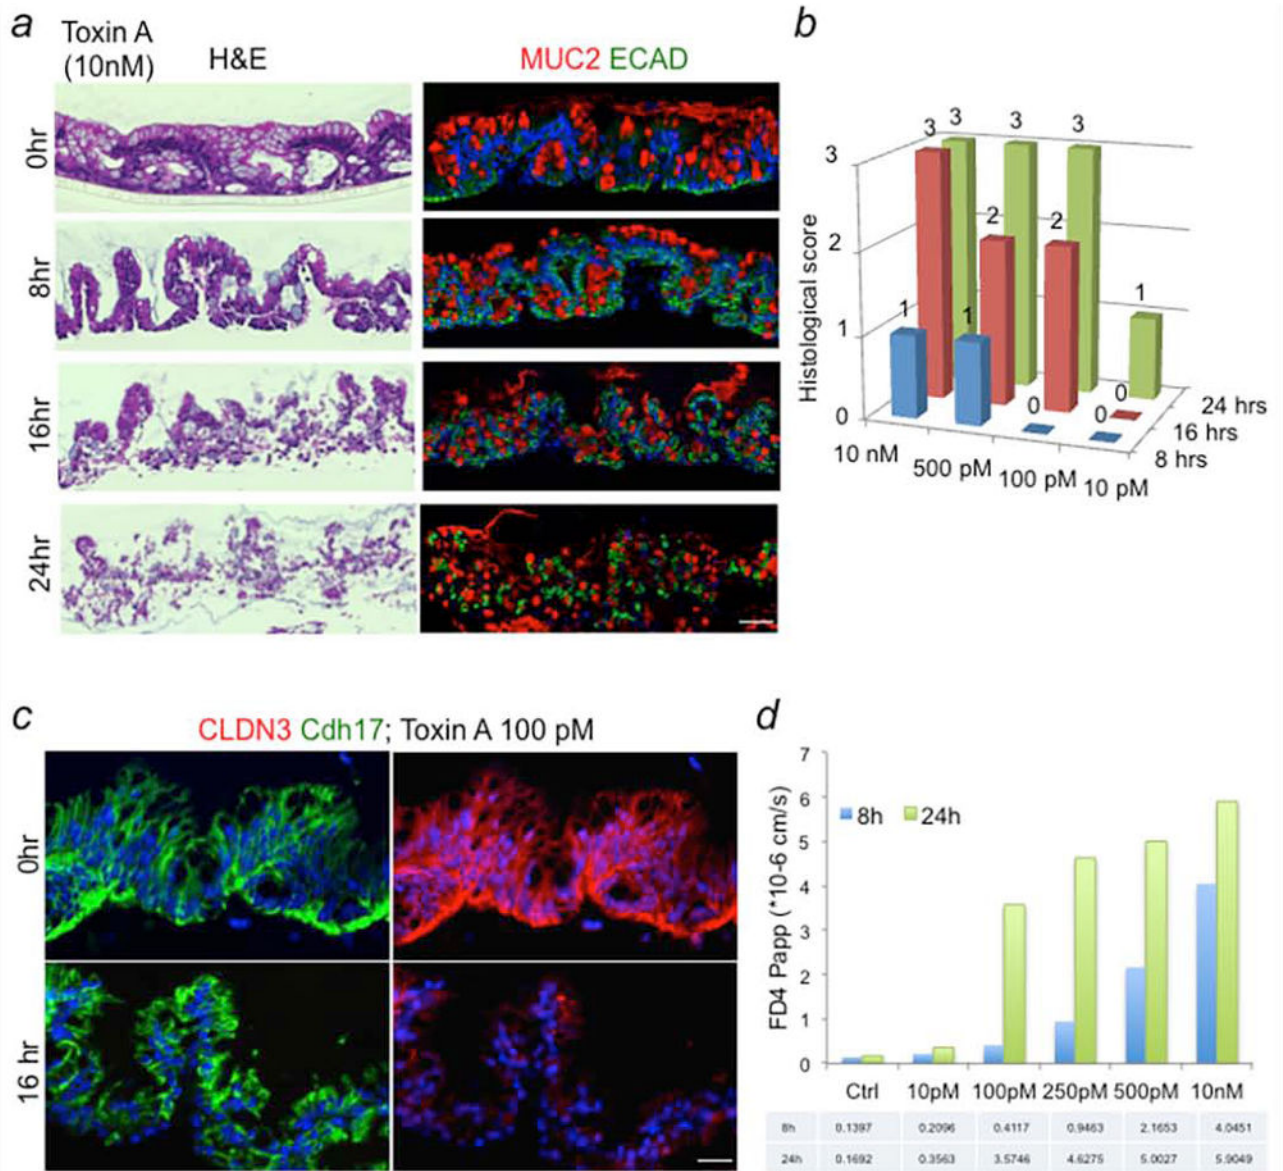 a
Toxin A
(10nM)
H&E
MUC2 ECAD
0hr
8hr
16hr
24hr
b
Histological score
3
2
1
0
3
3
3
3
2
2
1
1
1
0
0
0
10 nM
500 pM
100 pM
10 pM
24 hrs
16 hrs
8 hrs
c
CLDN3 Cdh17; Toxin A 100 pM
0hr
16 hr
d
FD4 Papp (*10-6 cm/s)
7
6
5
4
3
2
1
0
8h
24h
Ctrl 10pM 100pM 250pM 500pM 10nM
8h 0.1397 0.2096 0.4117 0.9463 2.1653 4.0451
24h 0.1692 0.3563 3.5746 4.6275 5.0027 5.9049